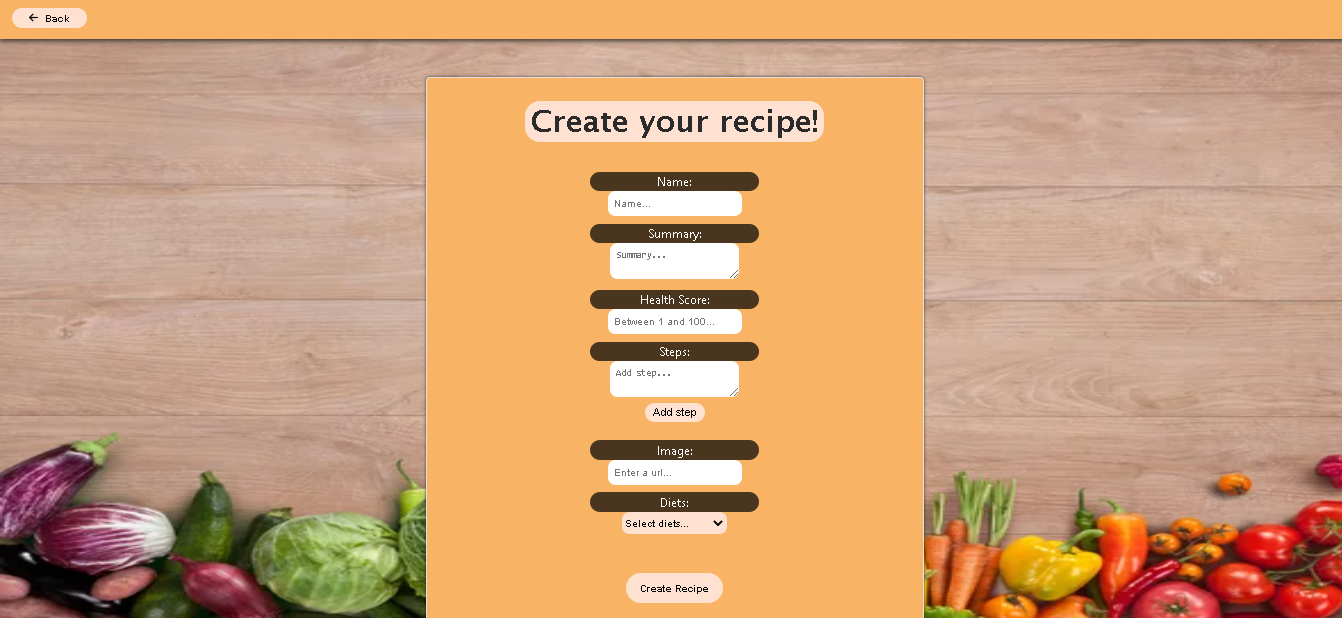 Back
Create your recipe!
Name:
Name...
Summary:
Summary...
Health Score:
Between 1 and 100...
Steps:
Add step...
Add step
Image:
Enter a url...
Diets:
Select diets...
Create Recipe